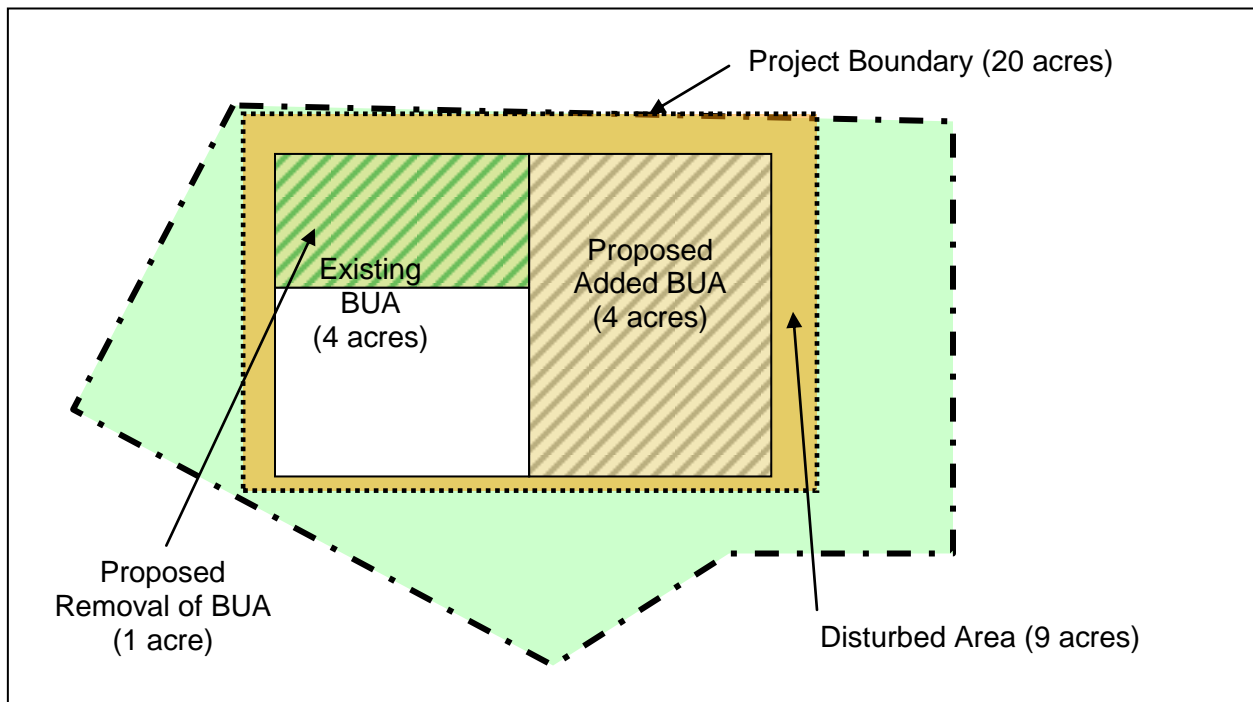 Project Boundary (20 acres)
Existing
BUA
(4 acres)
Proposed
Added BUA
(4 acres)
Proposed
Removal of BUA
(1 acre)
Disturbed Area (9 acres)